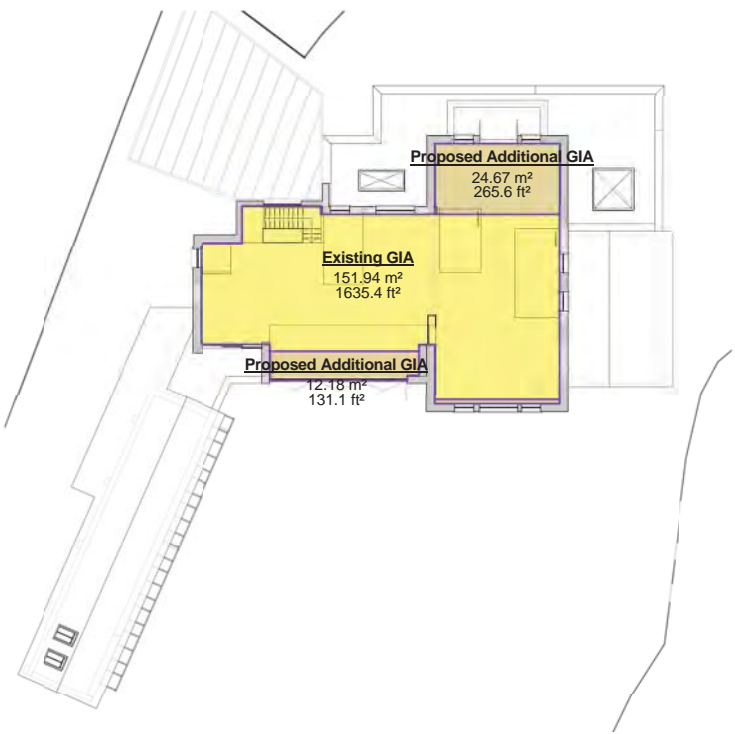 Proposed Additional GIA
24.67 m²
265.6 ft²
Existing GIA
151.94 m²
1635.4 ft²
Proposed Additional GIA
12.18 m²
131.1 ft²